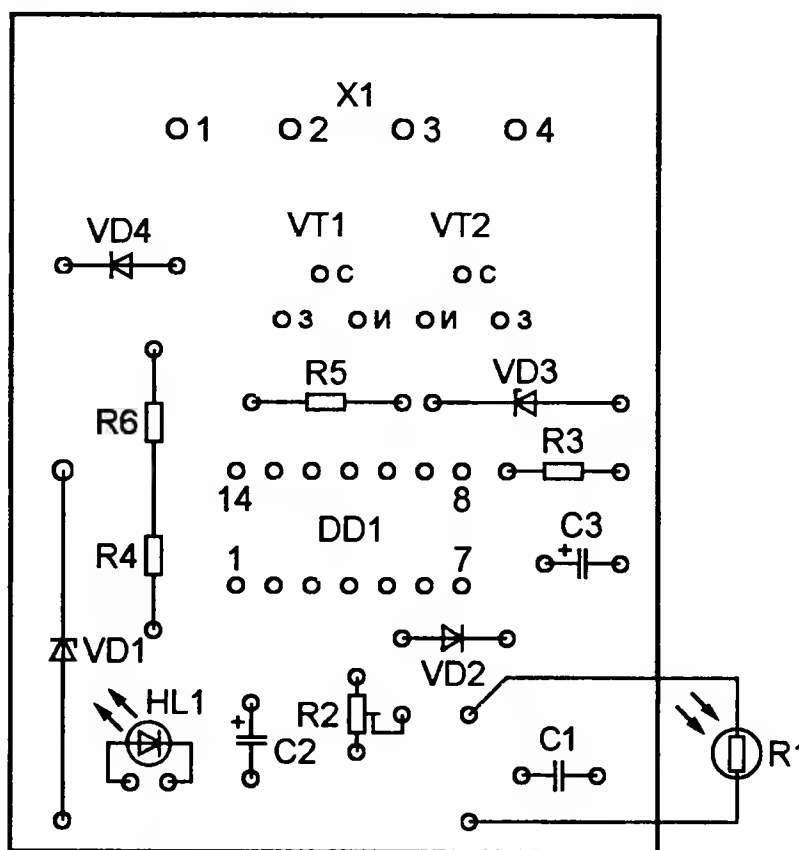 X1
1 2 3 4
VT1 VT2
VD4
с с
з и и з
R5 VD3
R6
R3
14 8
DD1
C3
+
R4
1 7
VD1
VD2
HL1
R2
+
C2
C1
R1